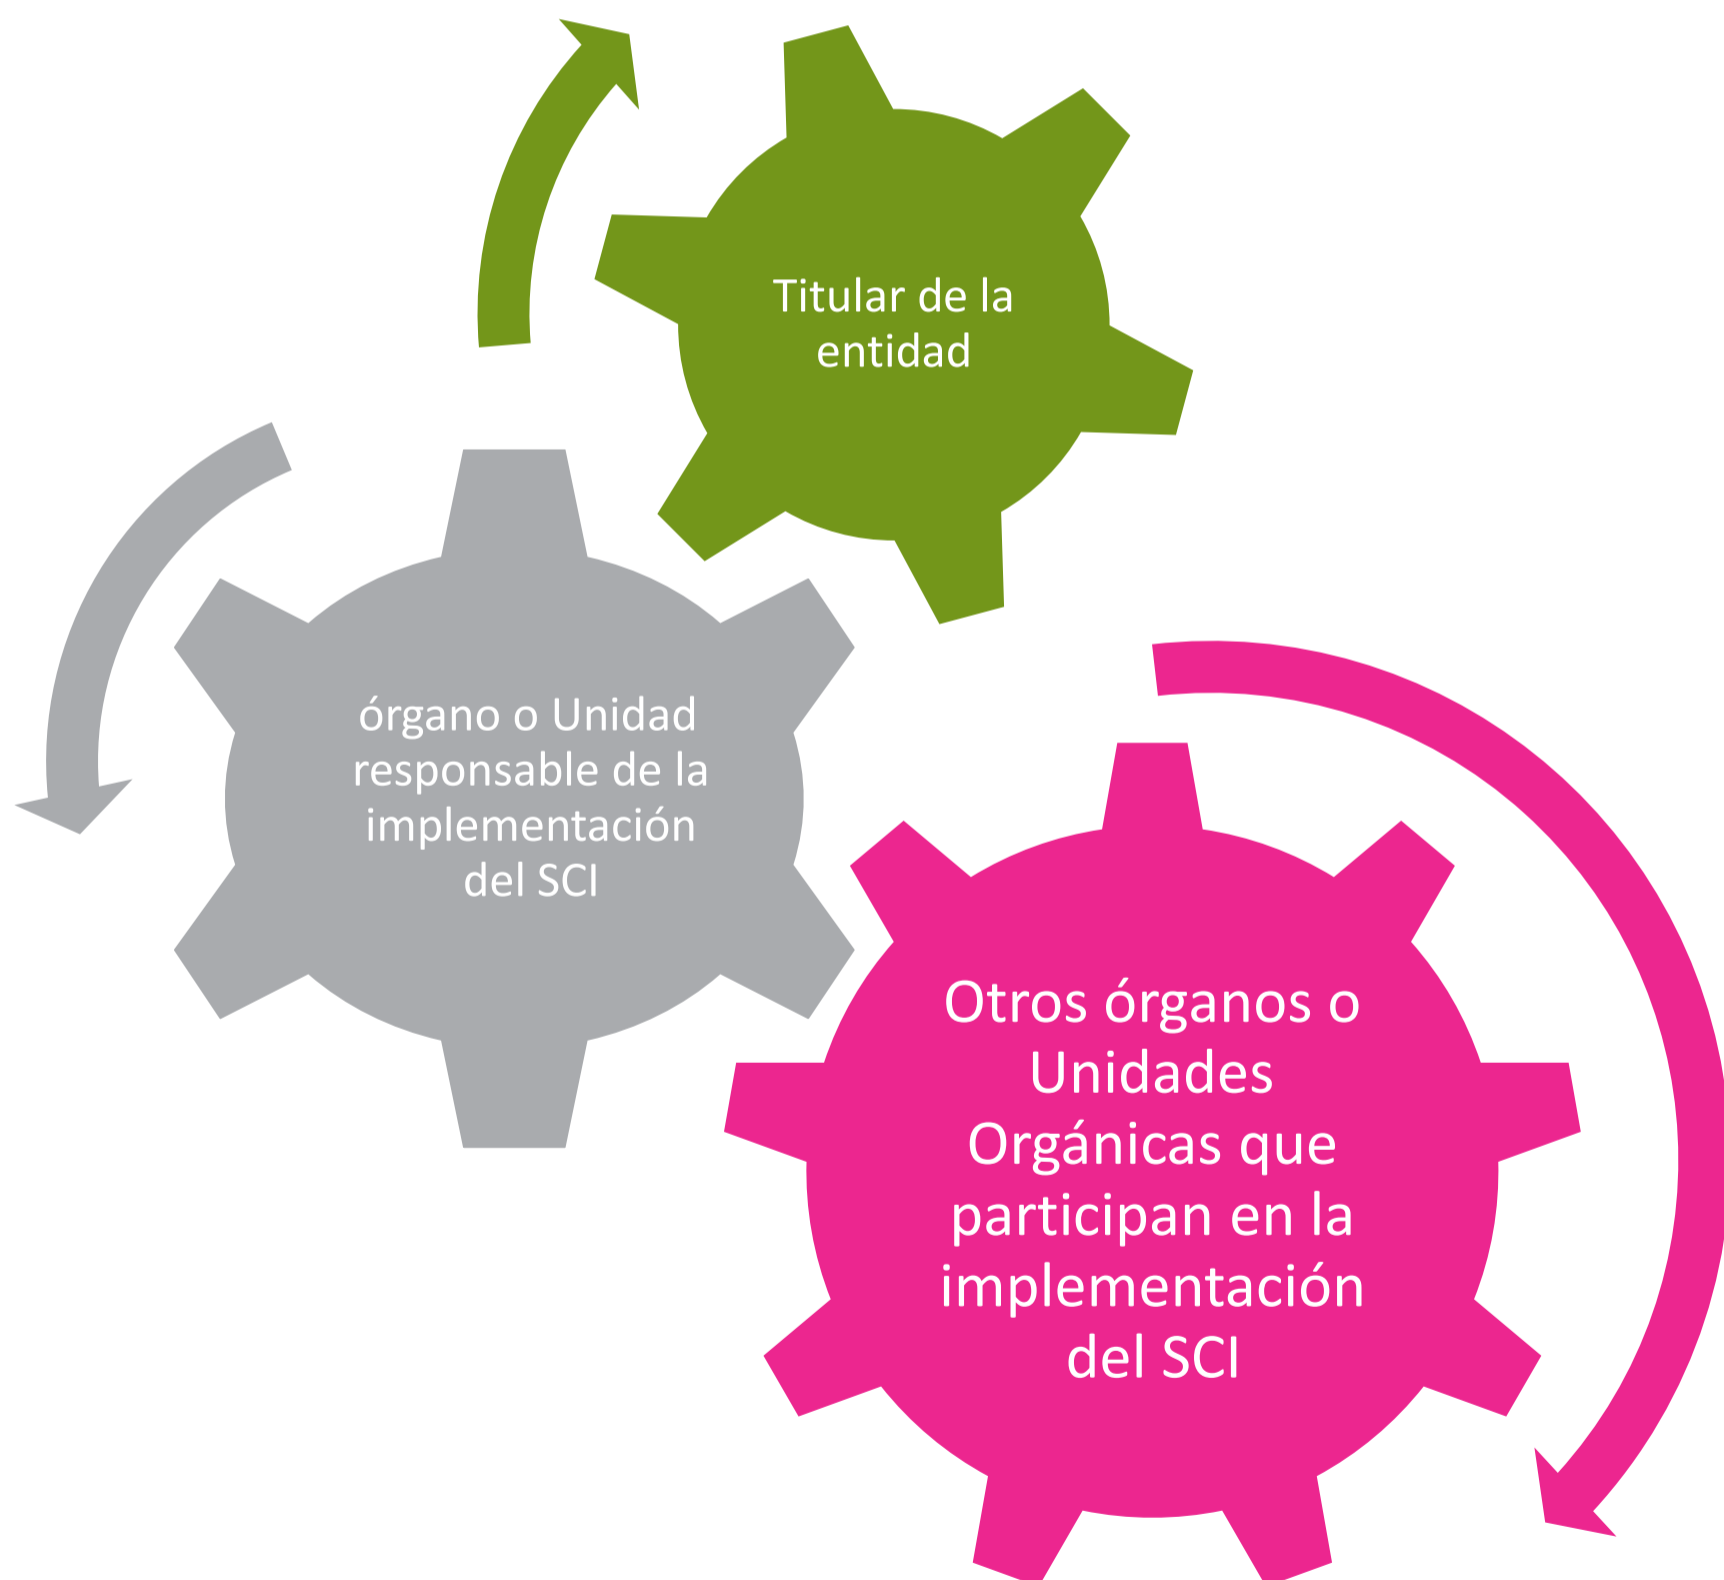 Titular de la
entidad
órgano o Unidad
responsable de la
implementación
del SCI
Otros órganos o
Unidades
Orgánicas que
participan en la
implementación
del SCI